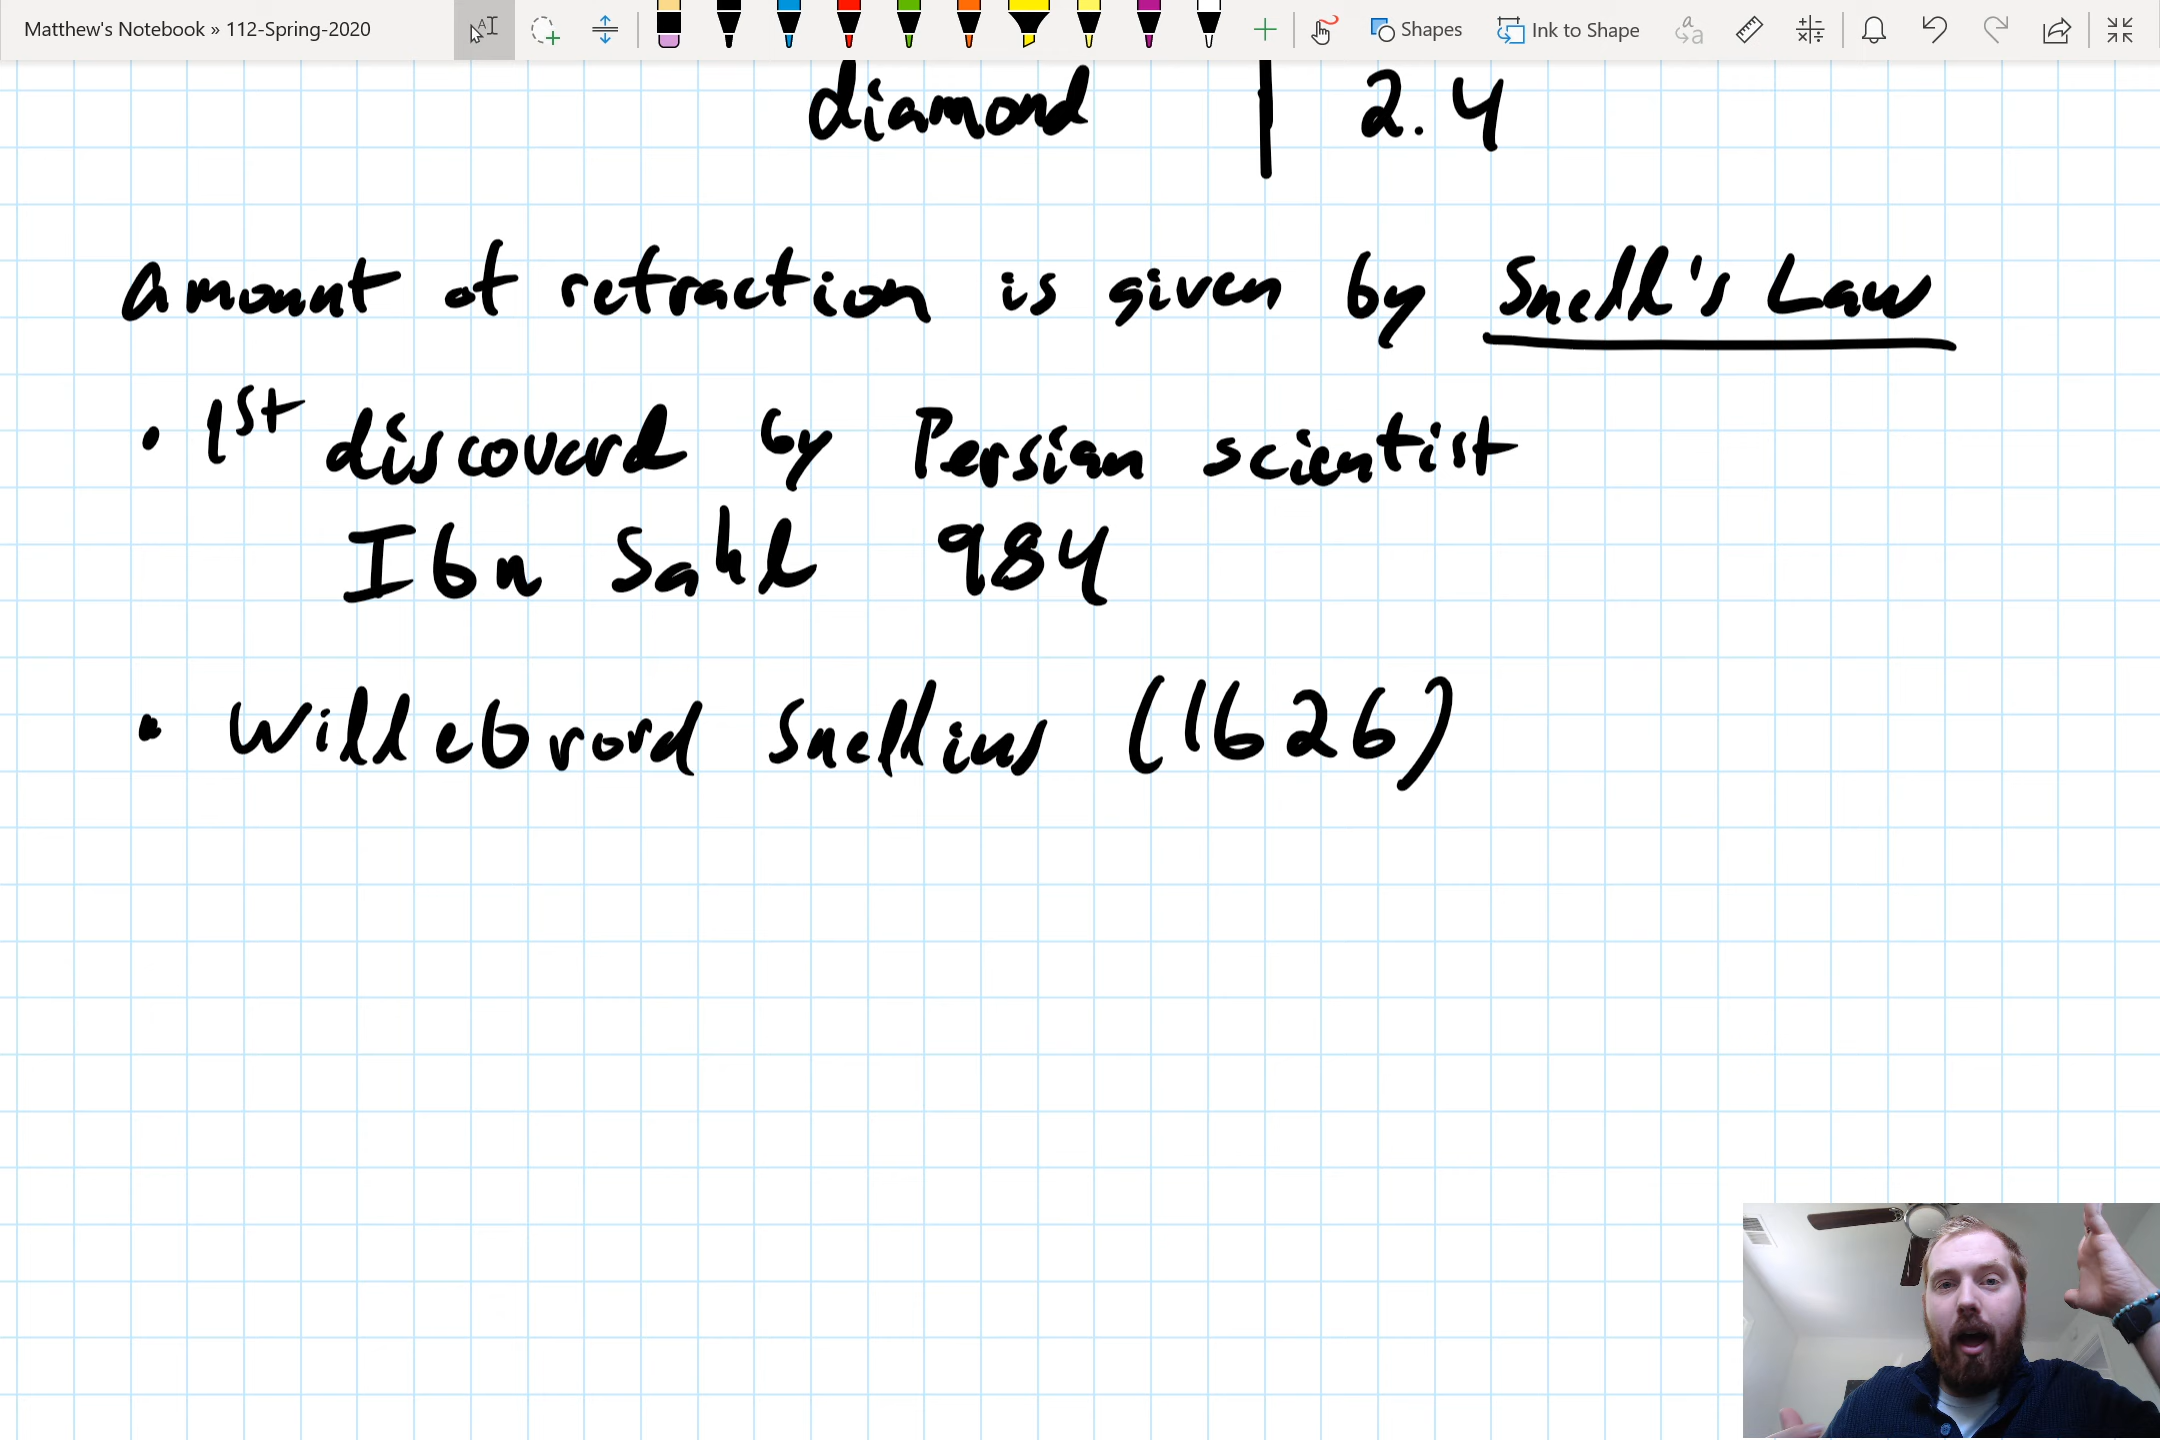 Matthew's Notebook » 112-Spring-2020 Shapes Ink to Shape
diamond | 2.4
amount of refraction is given by Snell's Law
• 1st discoverd by Persian scientist
Ibn Sahl 984
• Willebrord Snellius (1626)